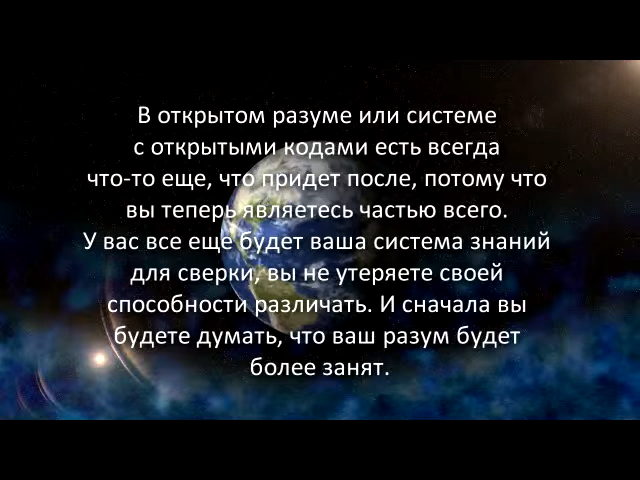 В открытом разуме или системе
с открытыми кодами есть всегда
что-то еще, что придет после, потому что
вы теперь являетесь частью всего.
У вас все еще будет ваша система знаний
для сверки, вы не утеряете своей
способности различать. И сначала вы
будете думать, что ваш разум будет
более занят.